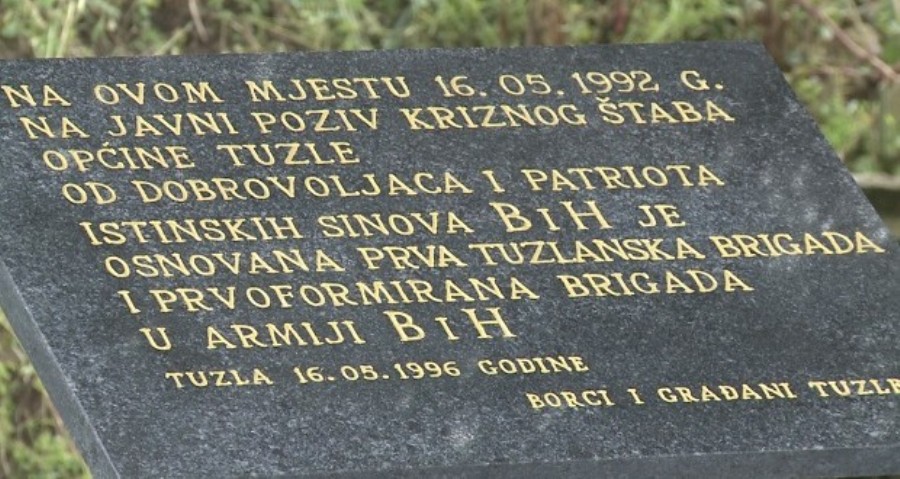 NA OVOM MJESTU 16.05.1992 G.
NA JAVNI POZIV KRIZNOG ŠTABA
OPĆINE TUZLE
OD DOBROVOLJACA I PATRIOTA
ISTINSKIH SINOVA BiH JE
OSNOVANA PRVA TUZLANSKA BRIGADA
I PRVOFORMIRANA BRIGADA
U ARMIJI BiH
TUZLA 16.05.1996 GODINE
BORCI I GRAĐANI TUZLE